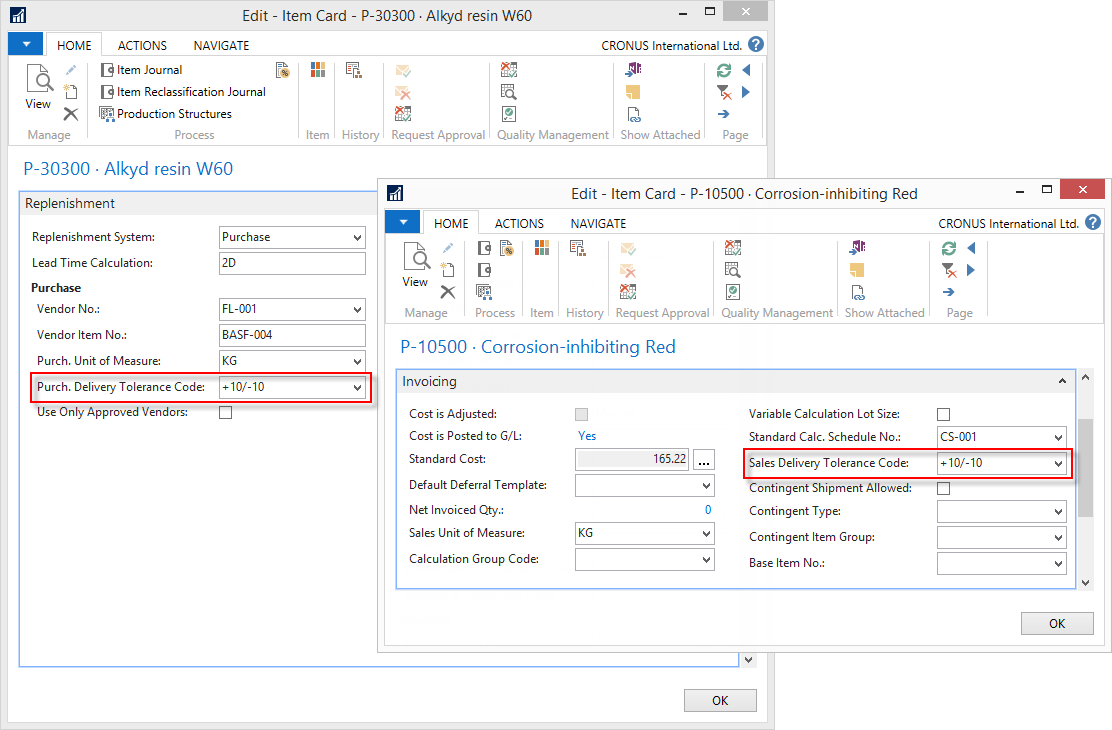 Edit - Item Card - P-30300 · Alkyd resin W60
HOME ACTIONS NAVIGATE CRONUS International Ltd. ?
View
Item Journal
Item Reclassification Journal
Production Structures
Manage Process Item History Request Approval Quality Management Show Attached Page
P-30300 · Alkyd resin W60
Replenishment
Replenishment System: Purchase
Lead Time Calculation: 2D
Purchase
Vendor No.: FL-001
Vendor Item No.: BASF-004
Purch. Unit of Measure: KG
Purch. Delivery Tolerance Code: +10/-10
Use Only Approved Vendors:
OK
Edit - Item Card - P-10500 · Corrosion-inhibiting Red
HOME ACTIONS NAVIGATE CRONUS International Ltd. ?
View
Manage Process Item History Request Approval Quality Management Show Attached Page
P-10500 · Corrosion-inhibiting Red
Invoicing
Cost is Adjusted:
Cost is Posted to G/L: Yes
Standard Cost: 165.22 ...
Default Deferral Template:
Net Invoiced Qty.: 0
Sales Unit of Measure: KG
Calculation Group Code:
Variable Calculation Lot Size:
Standard Calc. Schedule No.: CS-001
Sales Delivery Tolerance Code: +10/-10
Contingent Shipment Allowed:
Contingent Type:
Contingent Item Group:
Base Item No.:
OK